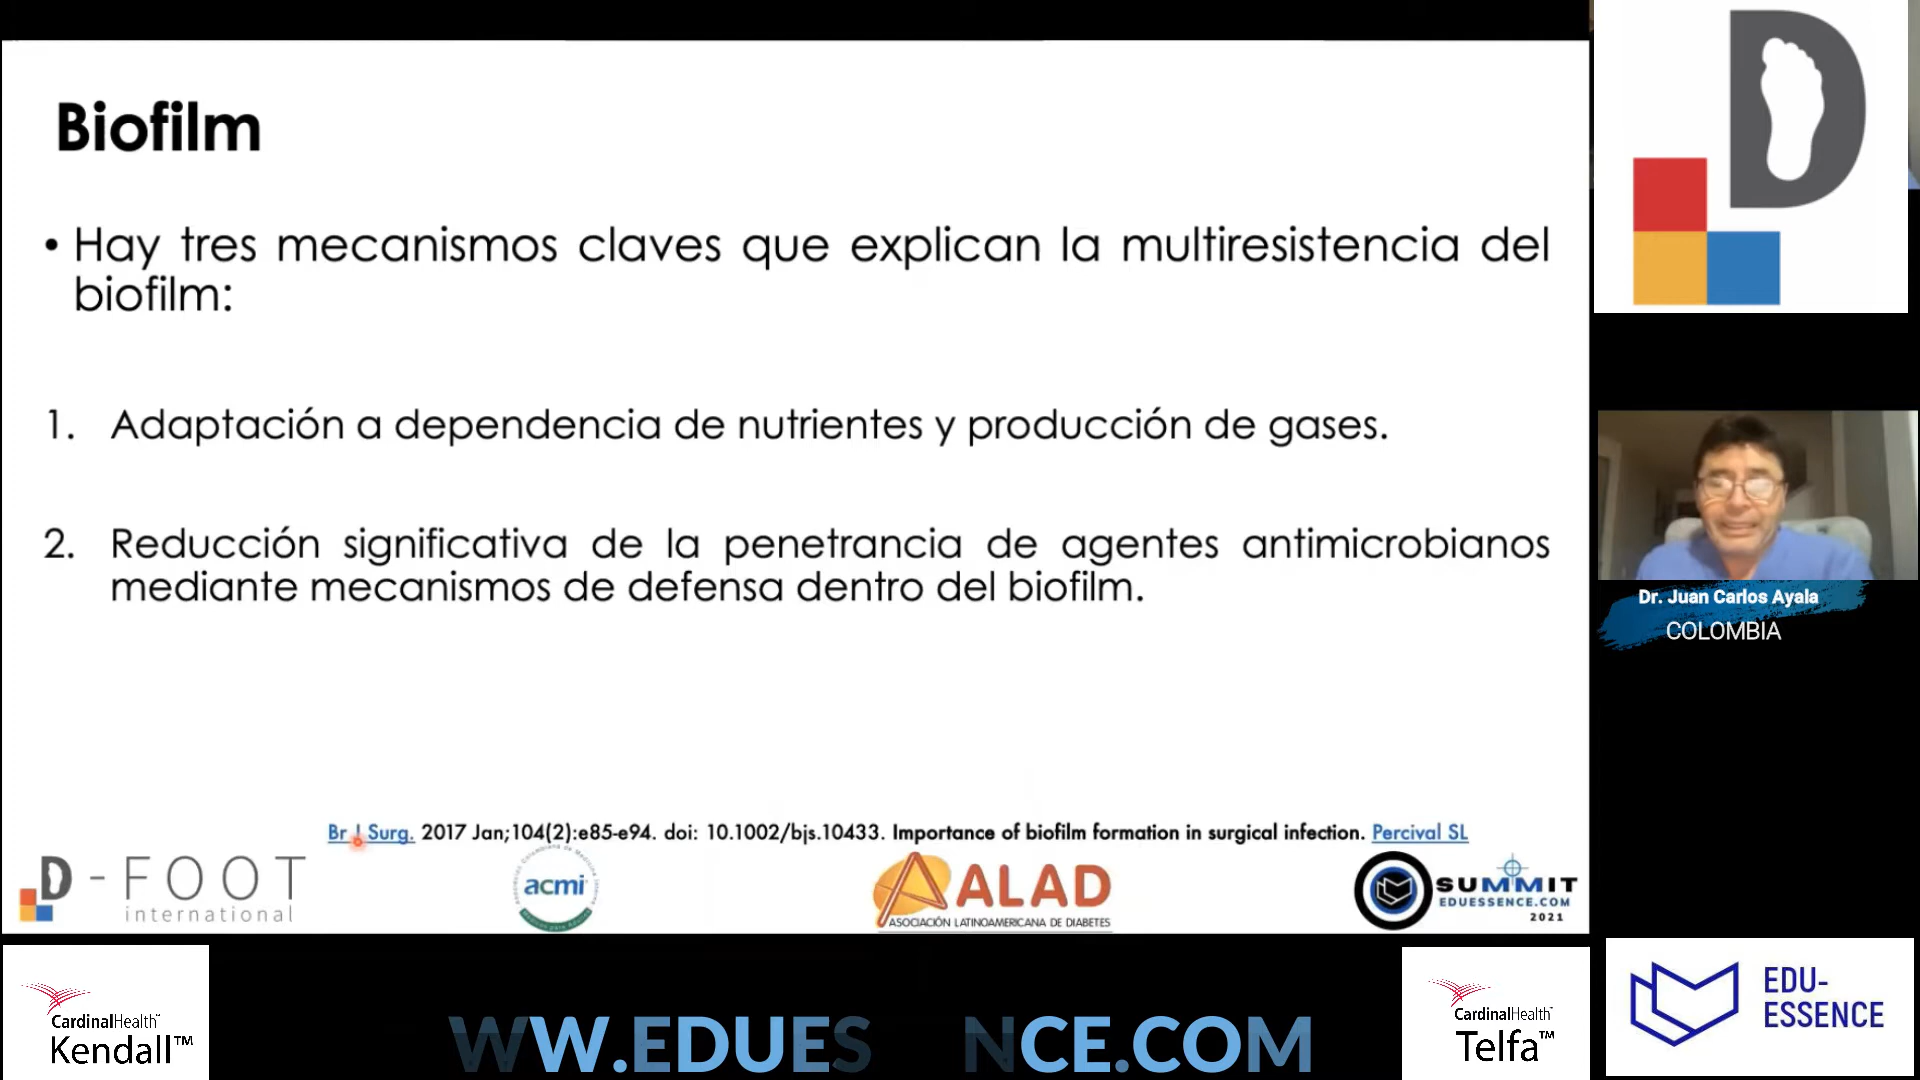 Biofilm
• Hay tres mecanismos claves que explican la multiresistencia del
biofilm:
1. Adaptación a dependencia de nutrientes y producción de gases.
2. Reducción significativa de la penetrancia de agentes antimicrobianos
mediante mecanismos de defensa dentro del biofilm.
Br J Surg. 2017 Jan;104(2):e85-e94. doi: 10.1002/bjs.10433. Importance of biofilm formation in surgical infection. Percival SL
D-FOOT
international
acmi
ALAD
ASOCIACIÓN LATINOAMERICANA DE DIABETES
SUMMIT
EDUESSENCE.COM
2021
D
Dr. Juan Carlos Ayala
COLOMBIA
CardinalHealth™
Kendall™
WW.EDUES NCE.COM
CardinalHealth™
Telfa™
EDU-
ESSENCE